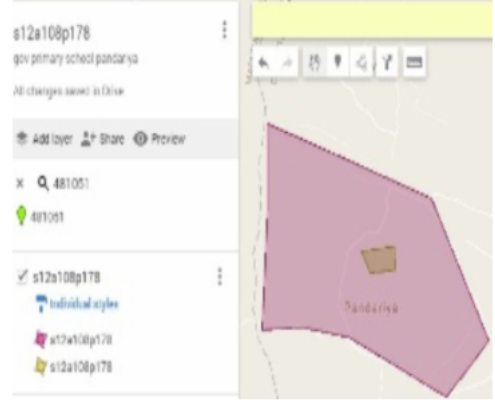 s12a108p178
gov primary school pandariya
All changes saved in Drive
Add layer Share Preview
481051
481051
s12a108p178
Individual styles
s12a108p178
s12a108p178
Pandariya